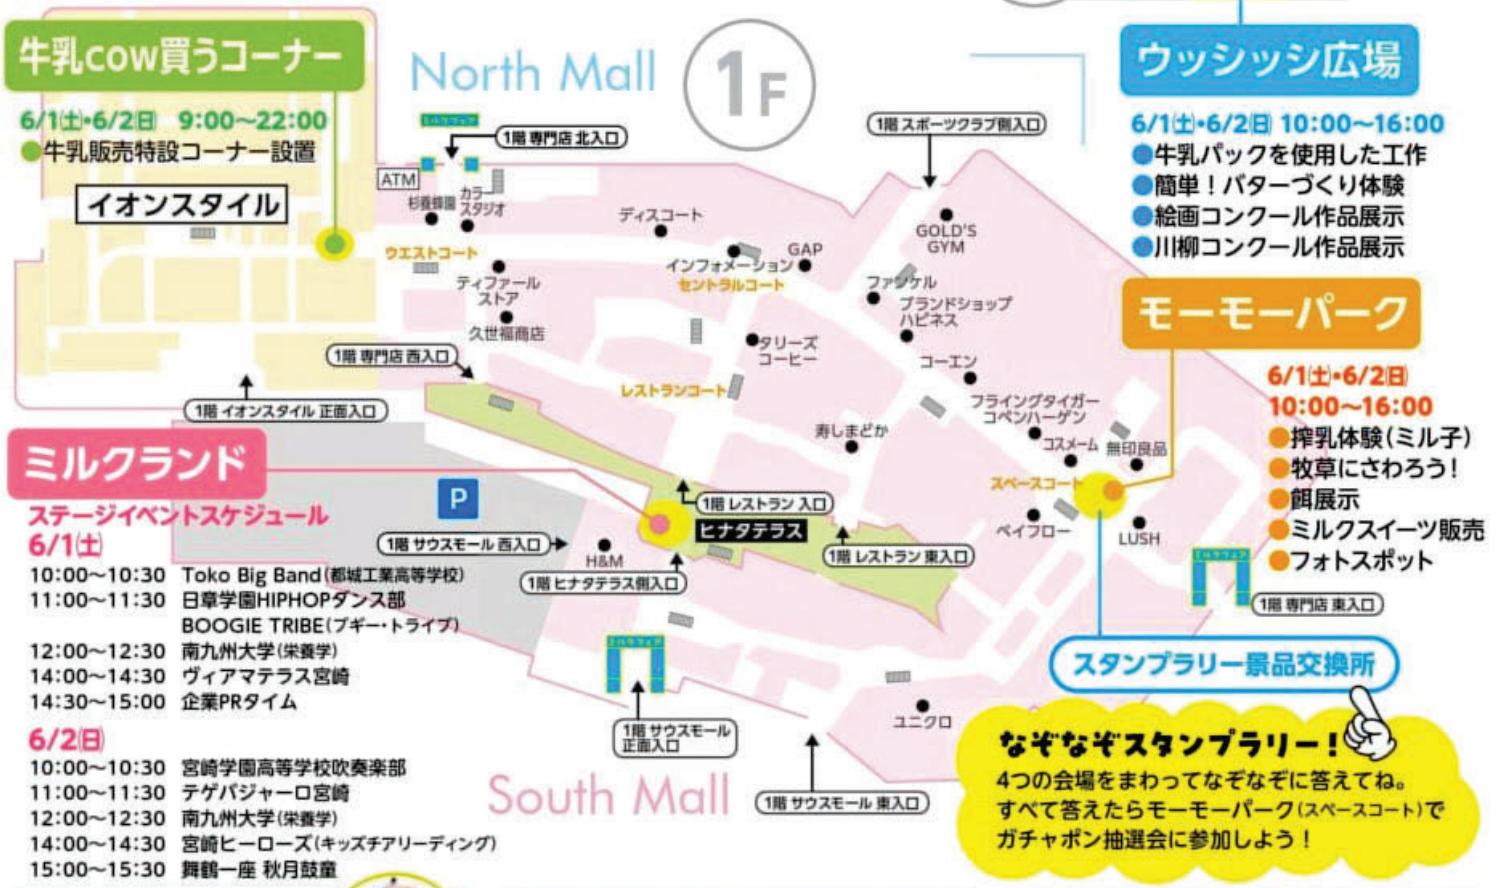 牛乳cow買うコーナー
6/1(土)・6/2(日) 9:00〜22:00
●牛乳販売特設コーナー設置
イオンスタイル
North Mall
1F
ミルクフェア
1階 専門店 北入口
ATM
杉養蜂園
カラー
スタジオ
ウエストコート
ディスコート
インフォメーション
セントラルコート
GAP
1階 スポーツクラブ側入口
GOLD'S
GYM
ファンケル
ブランドショップ
ハピネス
ティファール
ストア
久世福商店
タリーズ
コーヒー
コーエン
レストランコート
フライングタイガー
コペンハーゲン
コスメーム
無印良品
寿しまどか
スペースコート
ベイフロー
LUSH
1階 専門店 西入口
1階 イオンスタイル 正面入口
P
1階 サウスモール 西入口
H&M
1階 レストラン 入口
ヒナタテラス
1階 ヒナタテラス側入口
1階 レストラン 東入口
ミルクフェア
1階 専門店 東入口
ミルクフェア
1階 サウスモール
正面入口
ユニクロ
1階 サウスモール 東入口
South Mall
ウッシッシ広場
6/1(土)・6/2(日) 10:00〜16:00
●牛乳パックを使用した工作
●簡単！バターづくり体験
●絵画コンクール作品展示
●川柳コンクール作品展示
モーモーパーク
6/1(土)・6/2(日)
10:00〜16:00
●搾乳体験(ミル子)
●牧草にさわろう！
●餌展示
●ミルクスイーツ販売
●フォトスポット
ミルクランド
ステージイベントスケジュール
6/1(土)
10:00〜10:30 Toko Big Band(都城工業高等学校)
11:00〜11:30 日章学園HIPHOPダンス部
BOOGIE TRIBE(ブギー・トライブ)
12:00〜12:30 南九州大学(栄養学)
14:00〜14:30 ヴィアマテラス宮崎
14:30〜15:00 企業PRタイム
6/2(日)
10:00〜10:30 宮崎学園高等学校吹奏楽部
11:00〜11:30 テゲバジャーロ宮崎
12:00〜12:30 南九州大学(栄養学)
14:00〜14:30 宮崎ヒーローズ(キッズチアリーディング)
15:00〜15:30 舞鶴一座 秋月鼓童
スタンプラリー景品交換所
なぞなぞスタンプラリー！
4つの会場をまわってなぞなぞに答えてね。
すべて答えたらモーモーパーク(スペースコート)で
ガチャポン抽選会に参加しよう！